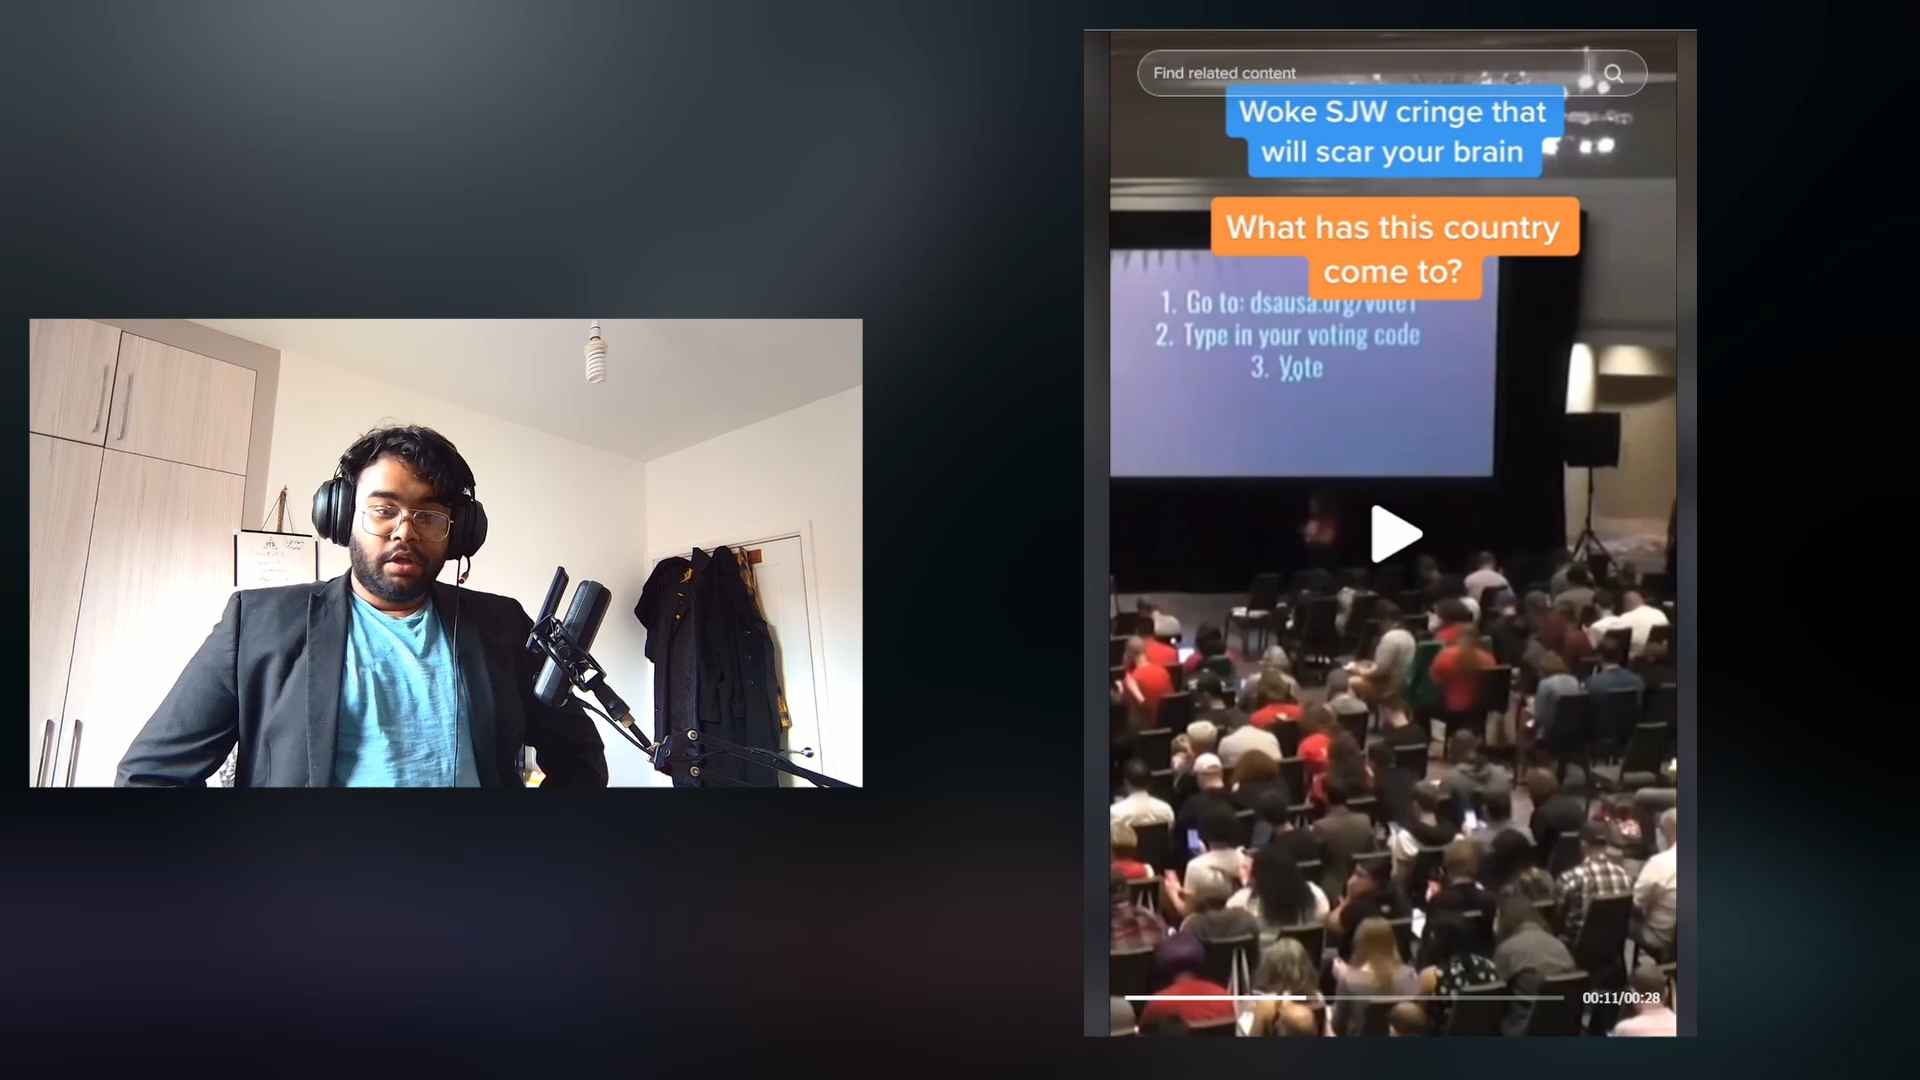 Find related content
Woke SJW cringe that
will scar your brain
What has this country
come to?
1. Go to: dsausa.org/vote1
2. Type in your voting code
3. Vote
00:11/00:28